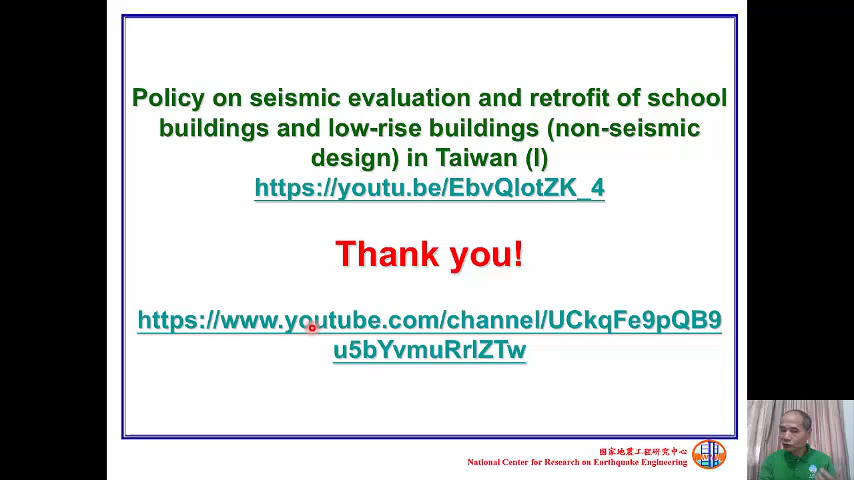 Policy on seismic evaluation and retrofit of school
buildings and low-rise buildings (non-seismic
design) in Taiwan (I)
https://youtu.be/EbvQlotZK_4
Thank you!
https://www.youtube.com/channel/UCkqFe9pQB9
u5bYvmuRrlZTw
國家地震工程研究中心
National Center for Research on Earthquake Engineering